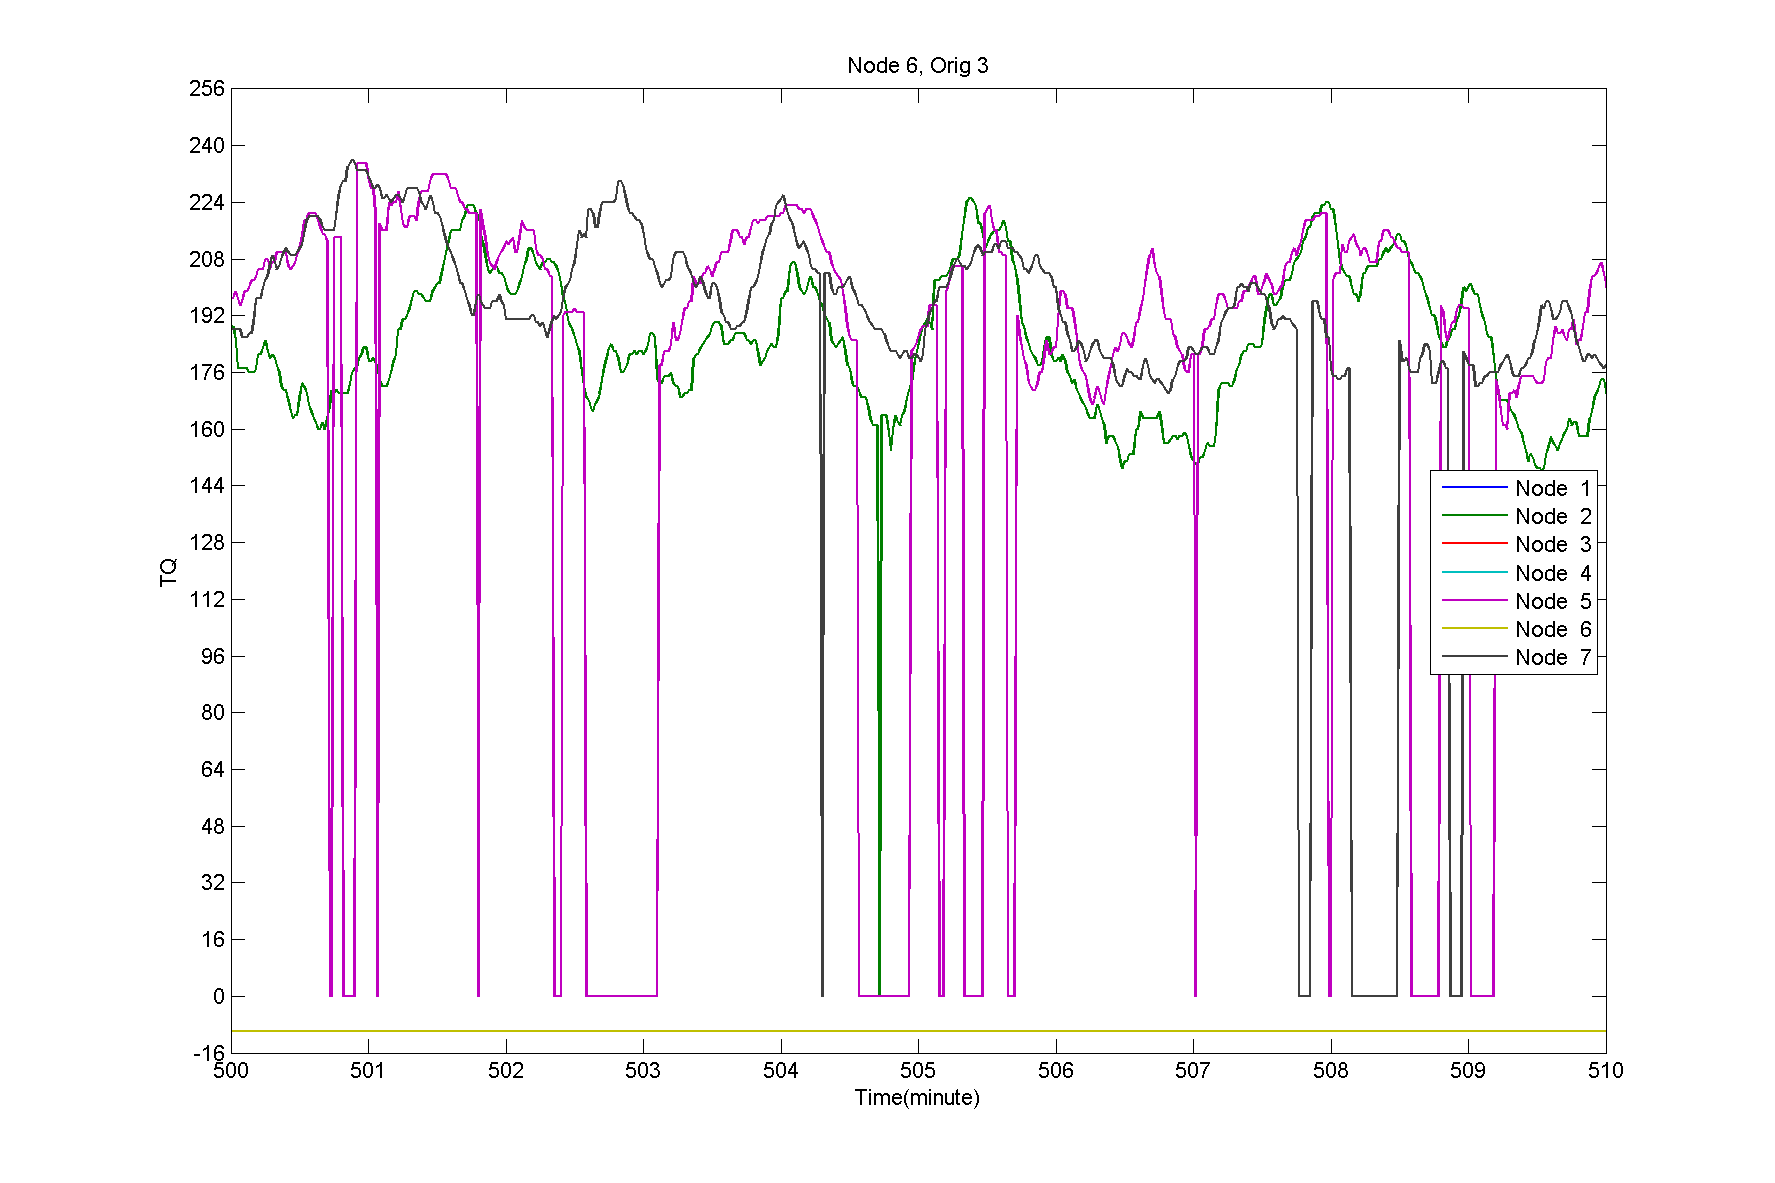 Node 6, Orig 3
256
240
224
208
192
176
160
144
128
112
96
80
64
48
32
16
0
-16
TQ
500 501 502 503 504 505 506 507 508 509 510
Time(minute)
Node 1
Node 2
Node 3
Node 4
Node 5
Node 6
Node 7